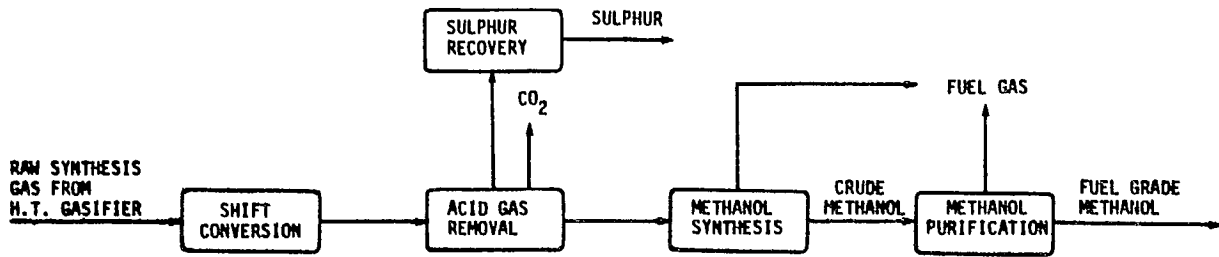 SULPHUR
RECOVERY
SULPHUR
CO2
FUEL GAS
RAW SYNTHESIS
GAS FROM
H.T. GASIFIER
SHIFT
CONVERSION
ACID GAS
REMOVAL
METHANOL
SYNTHESIS
CRUDE
METHANOL
METHANOL
PURIFICATION
FUEL GRADE
METHANOL